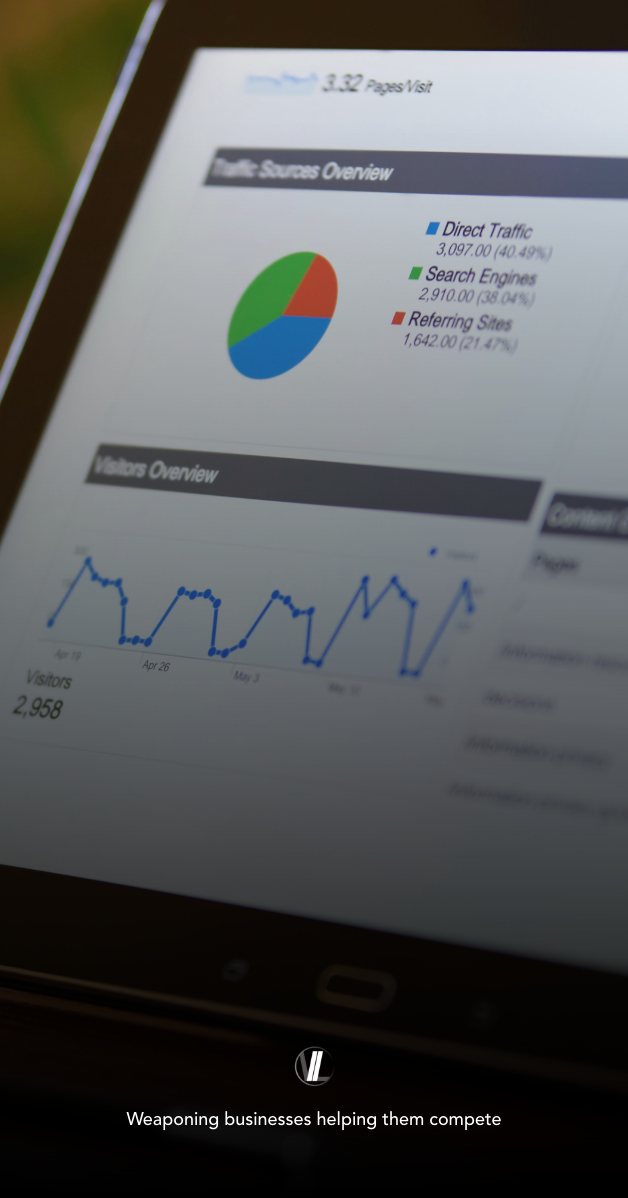 3.32 Pages/Visit
Traffic Sources Overview
Direct Traffic
3,097.00 (40.49%)
Search Engines
2,910.00 (38.04%)
Referring Sites
1,642.00 (21.47%)
Visitors Overview
Content
Pages
Apr 19
Apr 26
May 3
May
Visitors
2,958
Weaponing businesses helping them compete